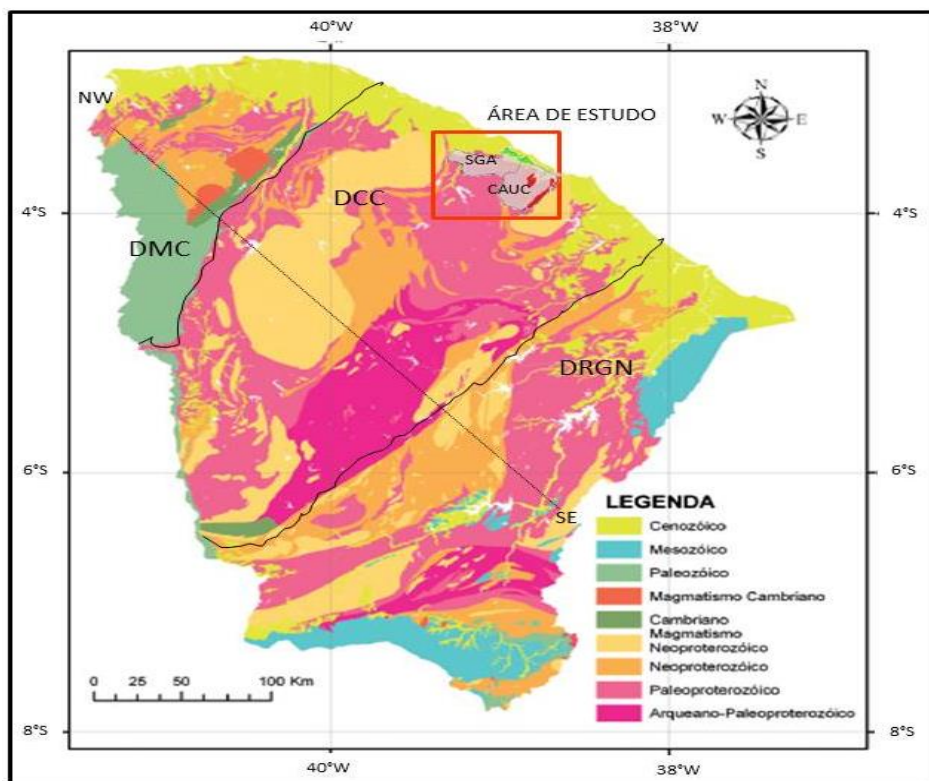 40°W
38°W
NW
ÁREA DE ESTUDO
N
W
E
S
SGA
CAUC
DCC
4°S
4°S
DMC
DRGN
6°S
6°S
SE
LEGENDA
Cenozóico
Mesozóico
Paleozóico
Magmatismo Cambriano
Cambriano
Magmatismo
Neoproterozóico
Neoproterozóico
Paleoproterozóico
Arqueano-Paleoproterozóico
0 25 50 100 Km
8°S
8°S
40°W
38°W